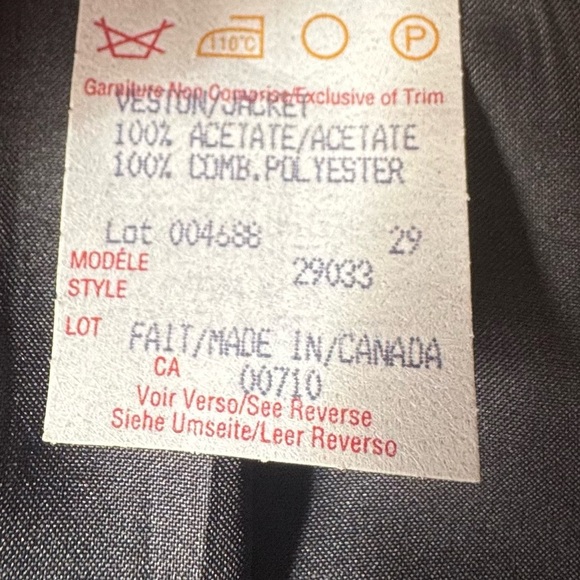 110°C
P
Garniture Non Comprise/Exclusive of Trim
VESTON/JACKET
100% ACETATE/ACETATE
100% COMB.POLYESTER
Lot 004688 29
MODÉLE 29033
STYLE
LOT
FAIT/MADE IN/CANADA
CA 00710
Voir Verso/See Reverse
Siehe Umseite/Leer Reverso